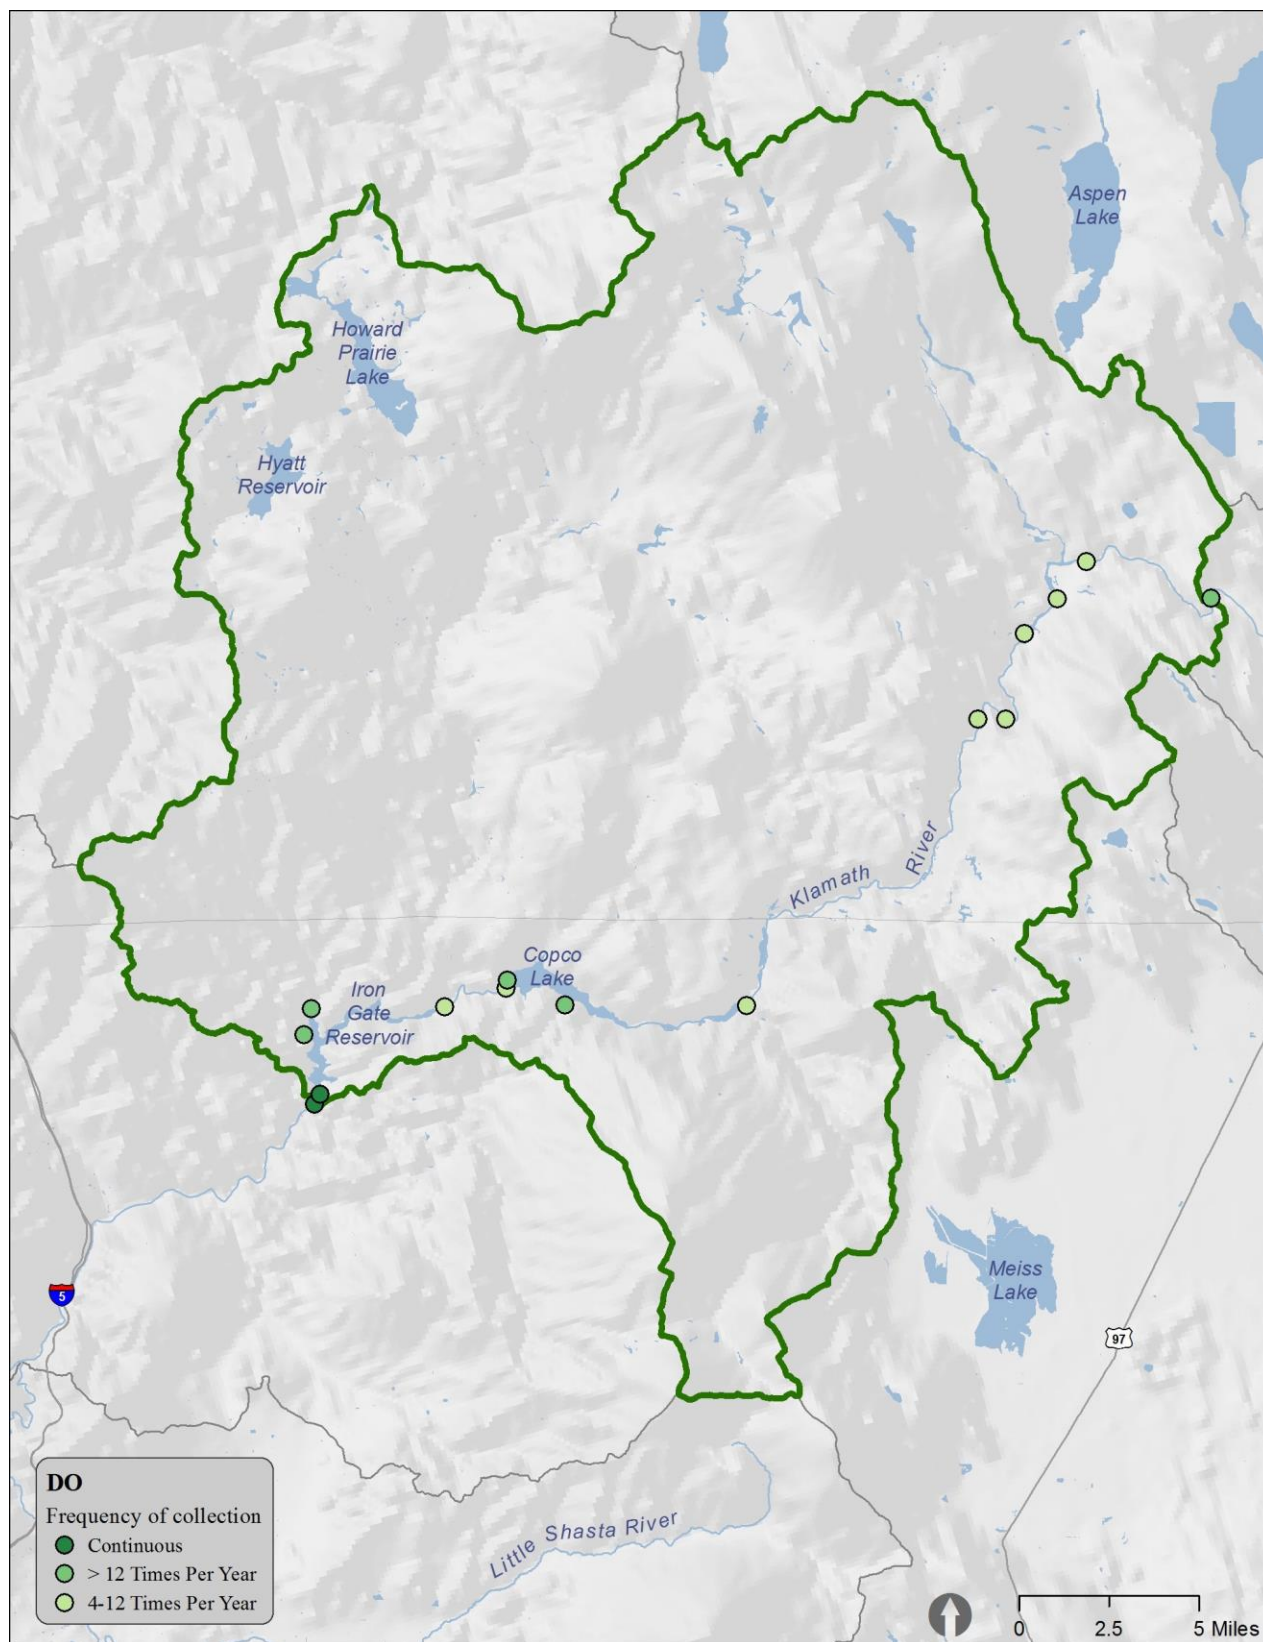 Aspen
Lake
Howard
Prairie
Lake
Hyatt
Reservoir
Klamath River
Copco
Lake
Iron
Gate
Reservoir
Meiss
Lake
5
97
Little Shasta River
DO
Frequency of collection
Continuous
> 12 Times Per Year
4-12 Times Per Year
0 2.5 5 Miles